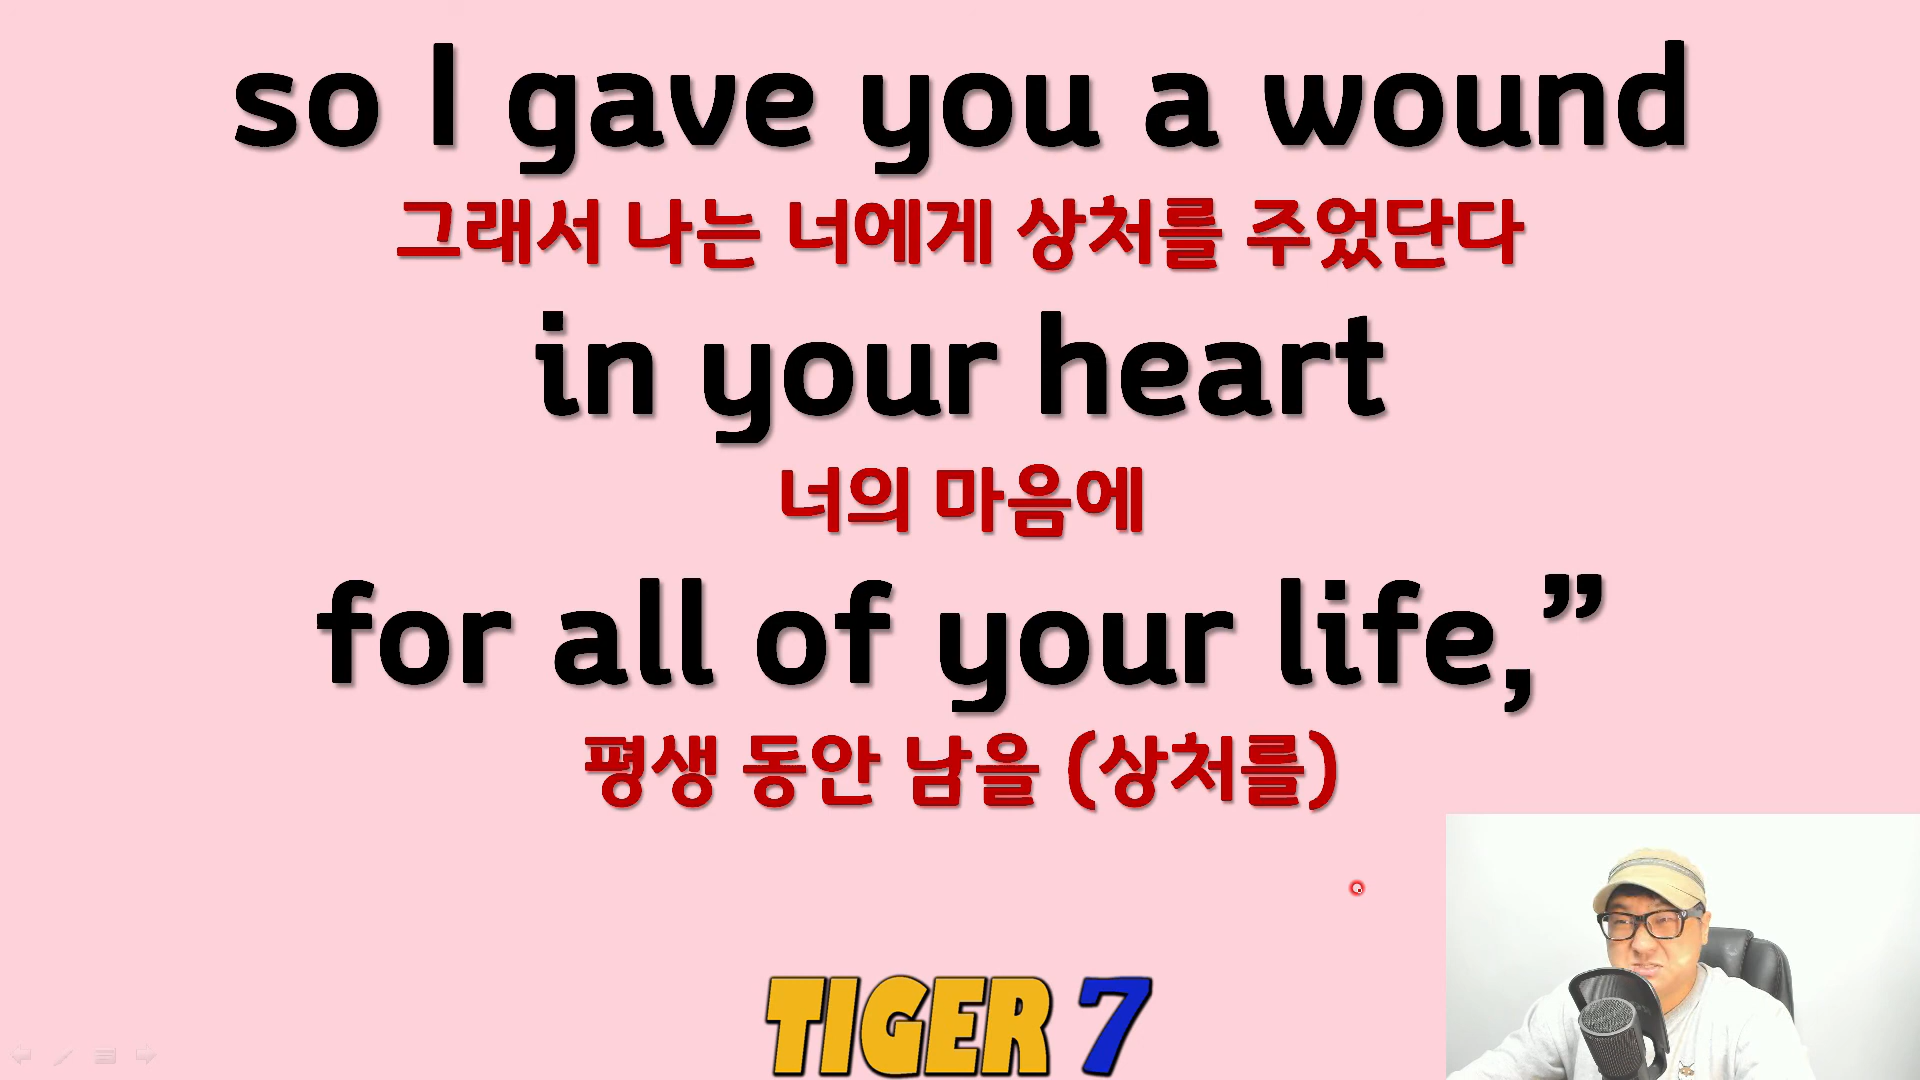 so I gave you a wound
그래서 나는 너에게 상처를 주었단다
in your heart
너의 마음에
for all of your life,”
평생 동안 남을 (상처를)
TIGER 7